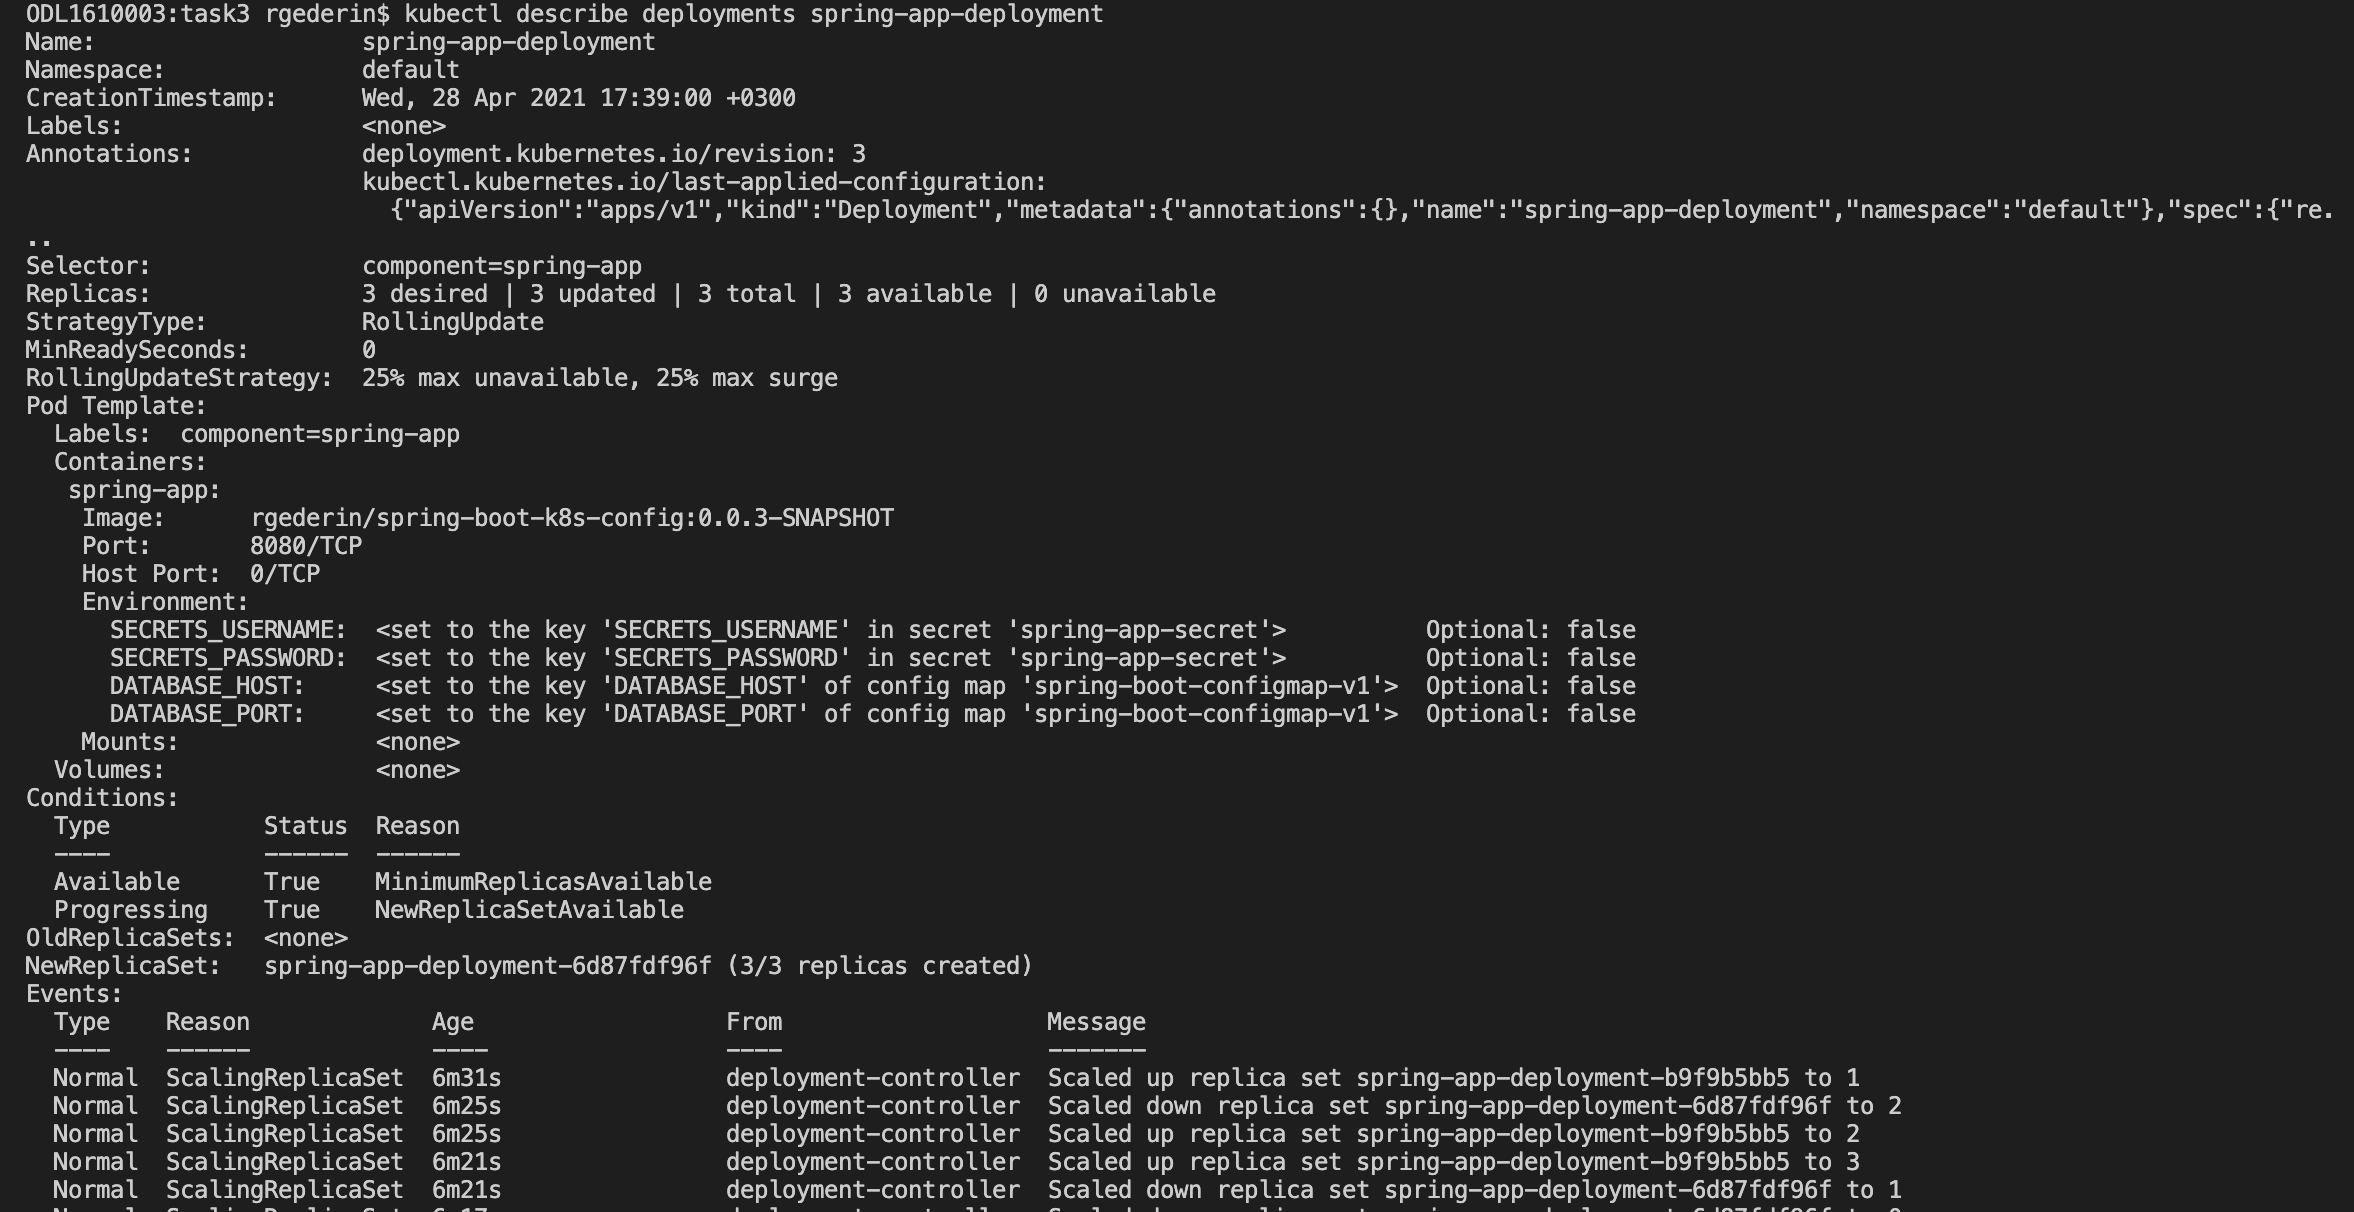 ODL1610003:task3 rgederin$ kubectl describe deployments spring-app-deployment
Name:                   spring-app-deployment
Namespace:              default
CreationTimestamp:      Wed, 28 Apr 2021 17:39:00 +0300
Labels:                 <none>
Annotations:            deployment.kubernetes.io/revision: 3
                        kubectl.kubernetes.io/last-applied-configuration:
                          {"apiVersion":"apps/v1","kind":"Deployment","metadata":{"annotations":{},"name":"spring-app-deployment","namespace":"default"},"spec":{"re.
..
Selector:               component=spring-app
Replicas:               3 desired | 3 updated | 3 total | 3 available | 0 unavailable
StrategyType:           RollingUpdate
MinReadySeconds:        0
RollingUpdateStrategy:  25% max unavailable, 25% max surge
Pod Template:
  Labels:  component=spring-app
  Containers:
   spring-app:
    Image:      rgederin/spring-boot-k8s-config:0.0.3-SNAPSHOT
    Port:       8080/TCP
    Host Port:  0/TCP
    Environment:
      SECRETS_USERNAME:  <set to the key 'SECRETS_USERNAME' in secret 'spring-app-secret'>          Optional: false
      SECRETS_PASSWORD:  <set to the key 'SECRETS_PASSWORD' in secret 'spring-app-secret'>          Optional: false
      DATABASE_HOST:     <set to the key 'DATABASE_HOST' of config map 'spring-boot-configmap-v1'>  Optional: false
      DATABASE_PORT:     <set to the key 'DATABASE_PORT' of config map 'spring-boot-configmap-v1'>  Optional: false
    Mounts:              <none>
  Volumes:               <none>
Conditions:
  Type           Status  Reason
  ----           ------  ------
  Available      True    MinimumReplicasAvailable
  Progressing    True    NewReplicaSetAvailable
OldReplicaSets:  <none>
NewReplicaSet:   spring-app-deployment-6d87fdf96f (3/3 replicas created)
Events:
  Type    Reason             Age                  From                   Message
  ----    ------             ----                 ----                   -------
  Normal  ScalingReplicaSet  6m31s                deployment-controller  Scaled up replica set spring-app-deployment-b9f9b5bb5 to 1
  Normal  ScalingReplicaSet  6m25s                deployment-controller  Scaled down replica set spring-app-deployment-6d87fdf96f to 2
  Normal  ScalingReplicaSet  6m25s                deployment-controller  Scaled up replica set spring-app-deployment-b9f9b5bb5 to 2
  Normal  ScalingReplicaSet  6m21s                deployment-controller  Scaled up replica set spring-app-deployment-b9f9b5bb5 to 3
  Normal  ScalingReplicaSet  6m21s                deployment-controller  Scaled down replica set spring-app-deployment-6d87fdf96f to 1